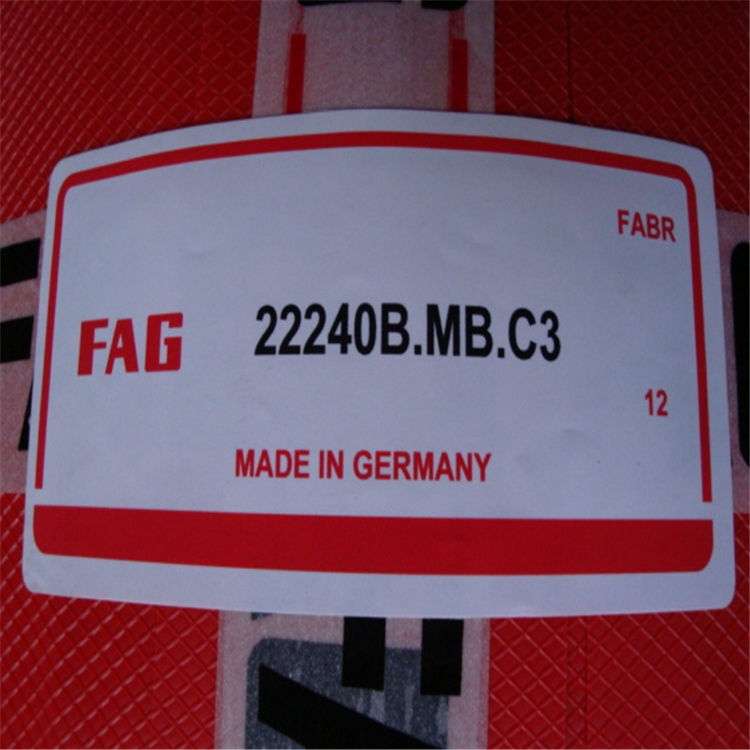 FABR
FAG 22240B.MB.C3
12
MADE IN GERMANY